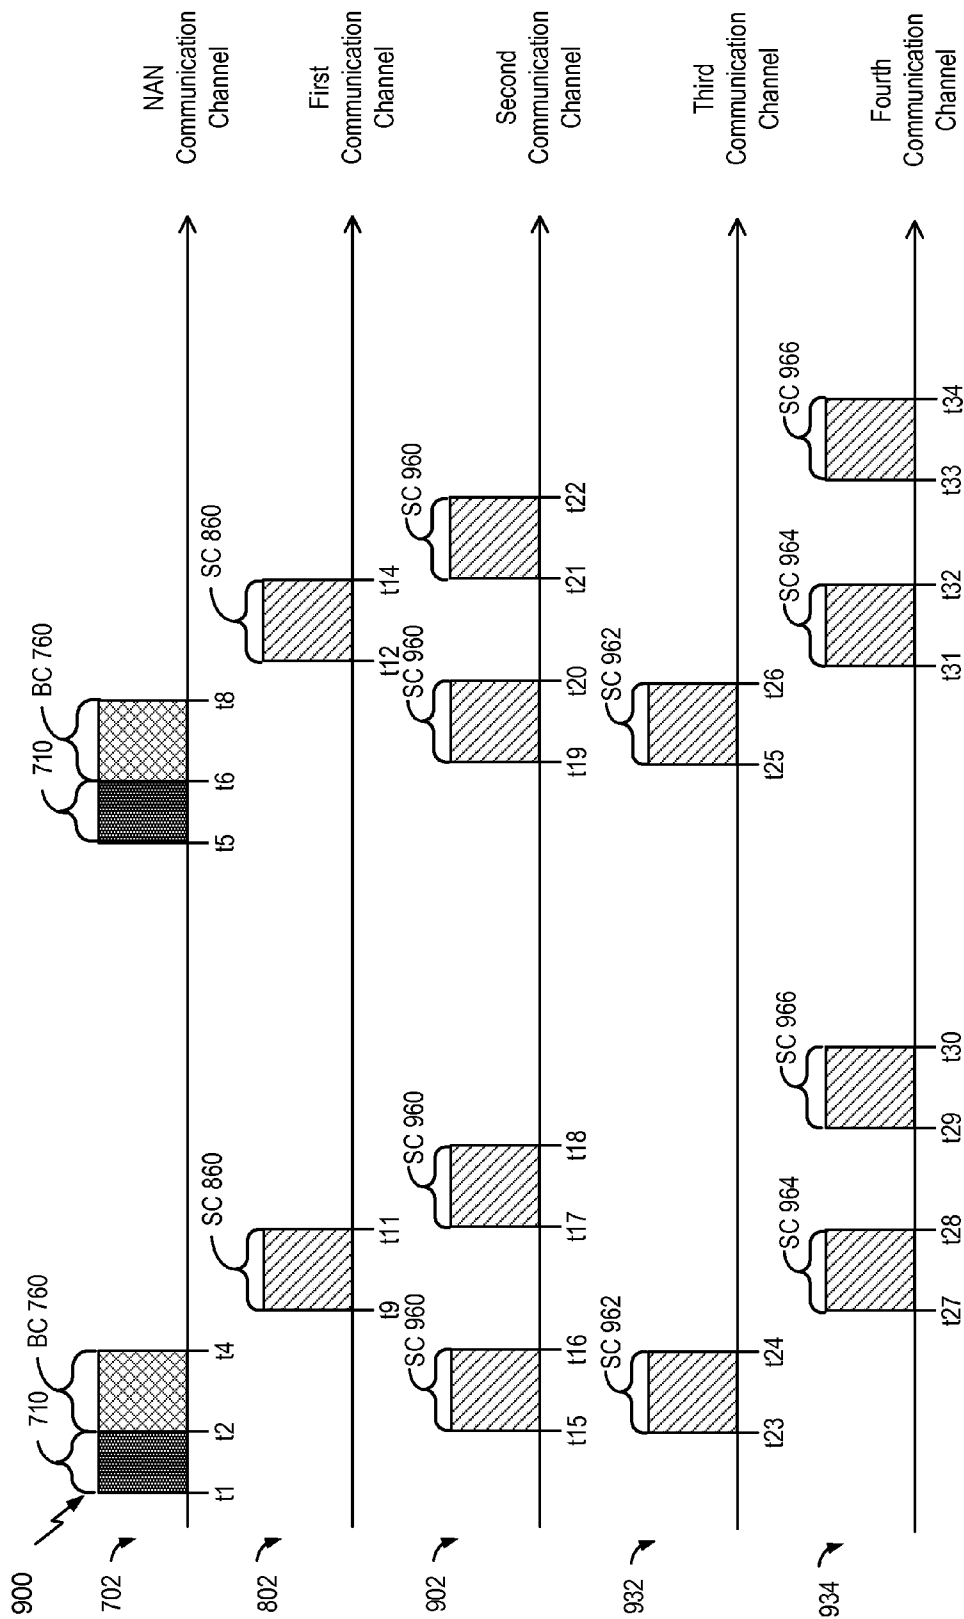 900
702
710
BC 760
710
BC 760
t1
t2
t4
t5
t6
t8
NAN
Communication
Channel
802
SC 860
SC 860
t9
t11
t12
t14
First
Communication
Channel
902
SC 960
SC 960
SC 960
SC 960
t15
t16
t17
t18
t19
t20
t21
t22
Second
Communication
Channel
932
SC 962
SC 962
t23
t24
t25
t26
Third
Communication
Channel
934
SC 964
SC 966
SC 964
SC 966
t27
t28
t29
t30
t31
t32
t33
t34
Fourth
Communication
Channel